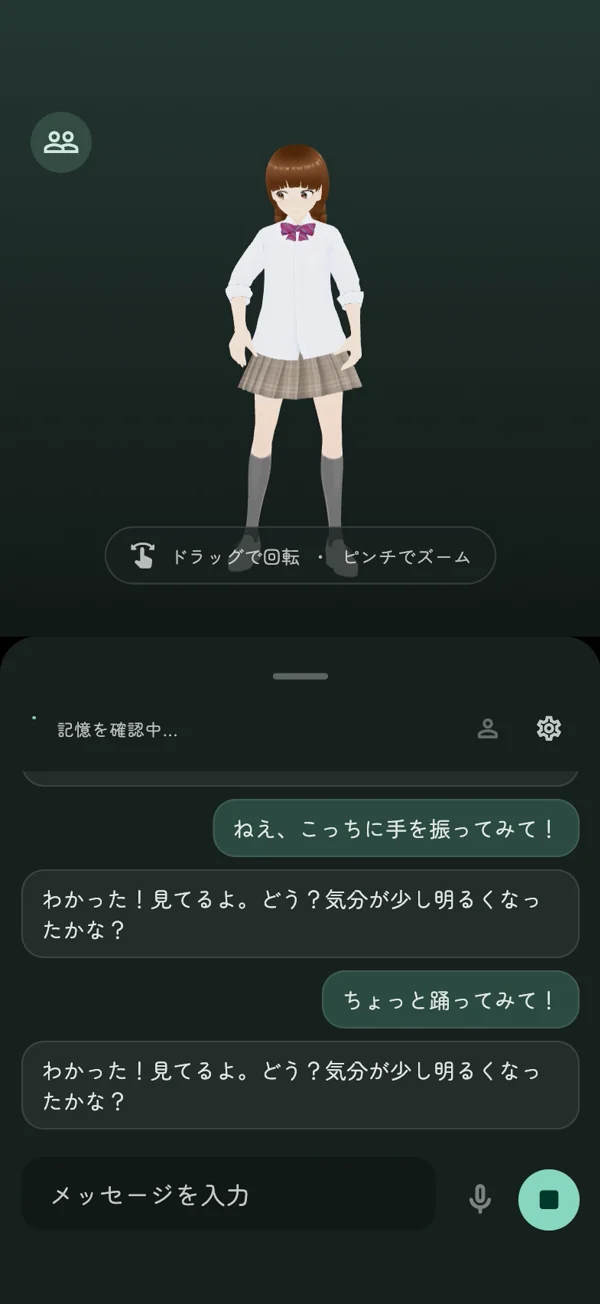 ドラッグで回転 ・ ピンチでズーム
記憶を確認中...
ねえ、こっちに手を振ってみて！
わかった！見てるよ。どう？気分が少し明るくなっ
たかな？
ちょっと踊ってみて！
わかった！見てるよ。どう？気分が少し明るくなっ
たかな？
メッセージを入力